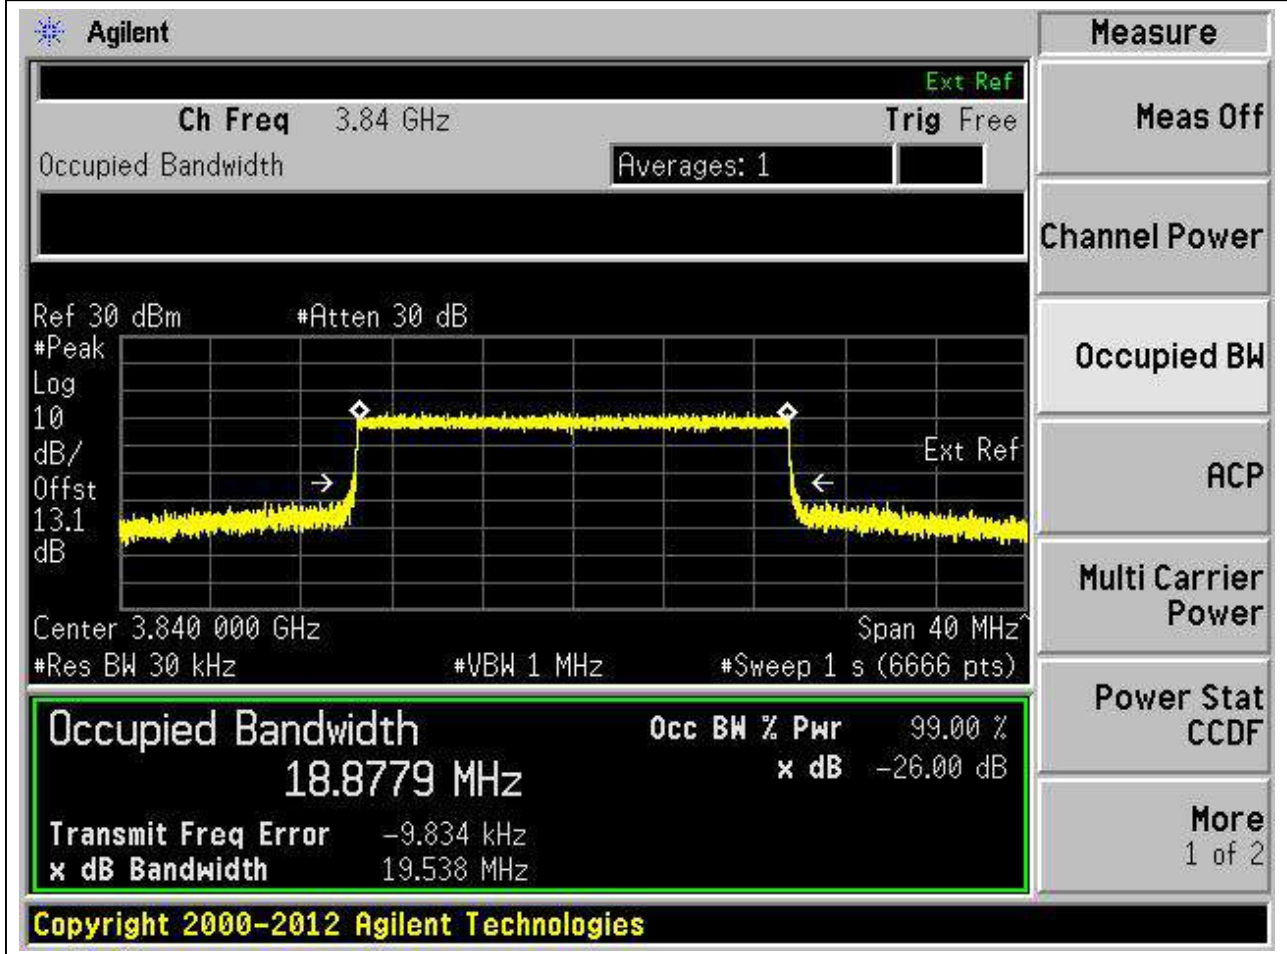 Agilent
Measure
Ext Ref
Ch Freq 3.84 GHz Trig Free
Meas Off
Occupied Bandwidth Averages: 1
Channel Power
Ref 30 dBm #Atten 30 dB
#Peak
Log
10
dB/
Offst
13.1
dB
Ext Ref
Occupied BW
ACP
Center 3.840 000 GHz Span 40 MHz^
#Res BW 30 kHz #VBW 1 MHz #Sweep 1 s (6666 pts)
Multi Carrier
Power
Occupied Bandwidth
18.8779 MHz
Occ BW % Pwr 99.00 %
x dB -26.00 dB
Transmit Freq Error -9.834 kHz
x dB Bandwidth 19.538 MHz
Power Stat
CCDF
More
1 of 2
Copyright 2000-2012 Agilent Technologies